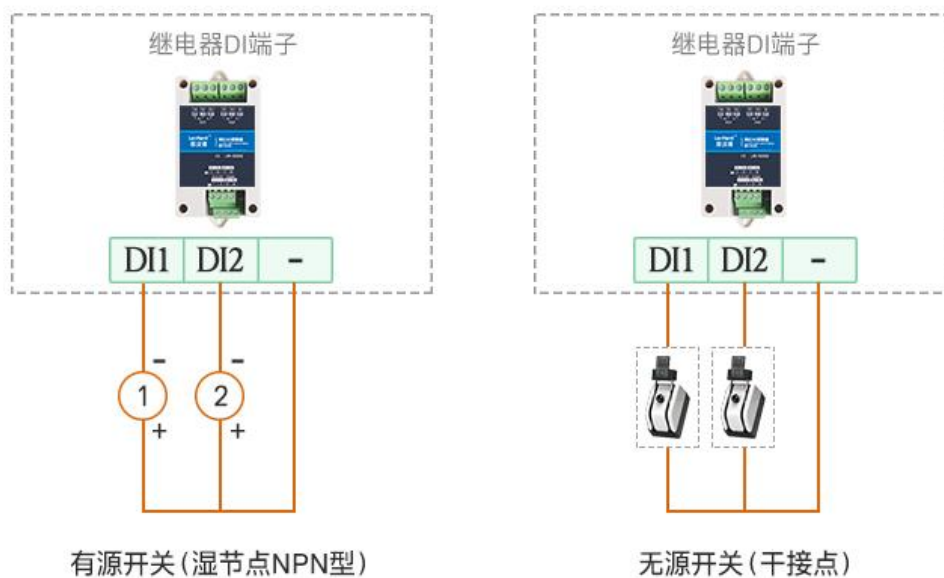 继电器DI端子
DI1 DI2 -
- -
1 2
+ +
有源开关(湿节点NPN型)
继电器DI端子
DI1 DI2 -
无源开关(干接点)